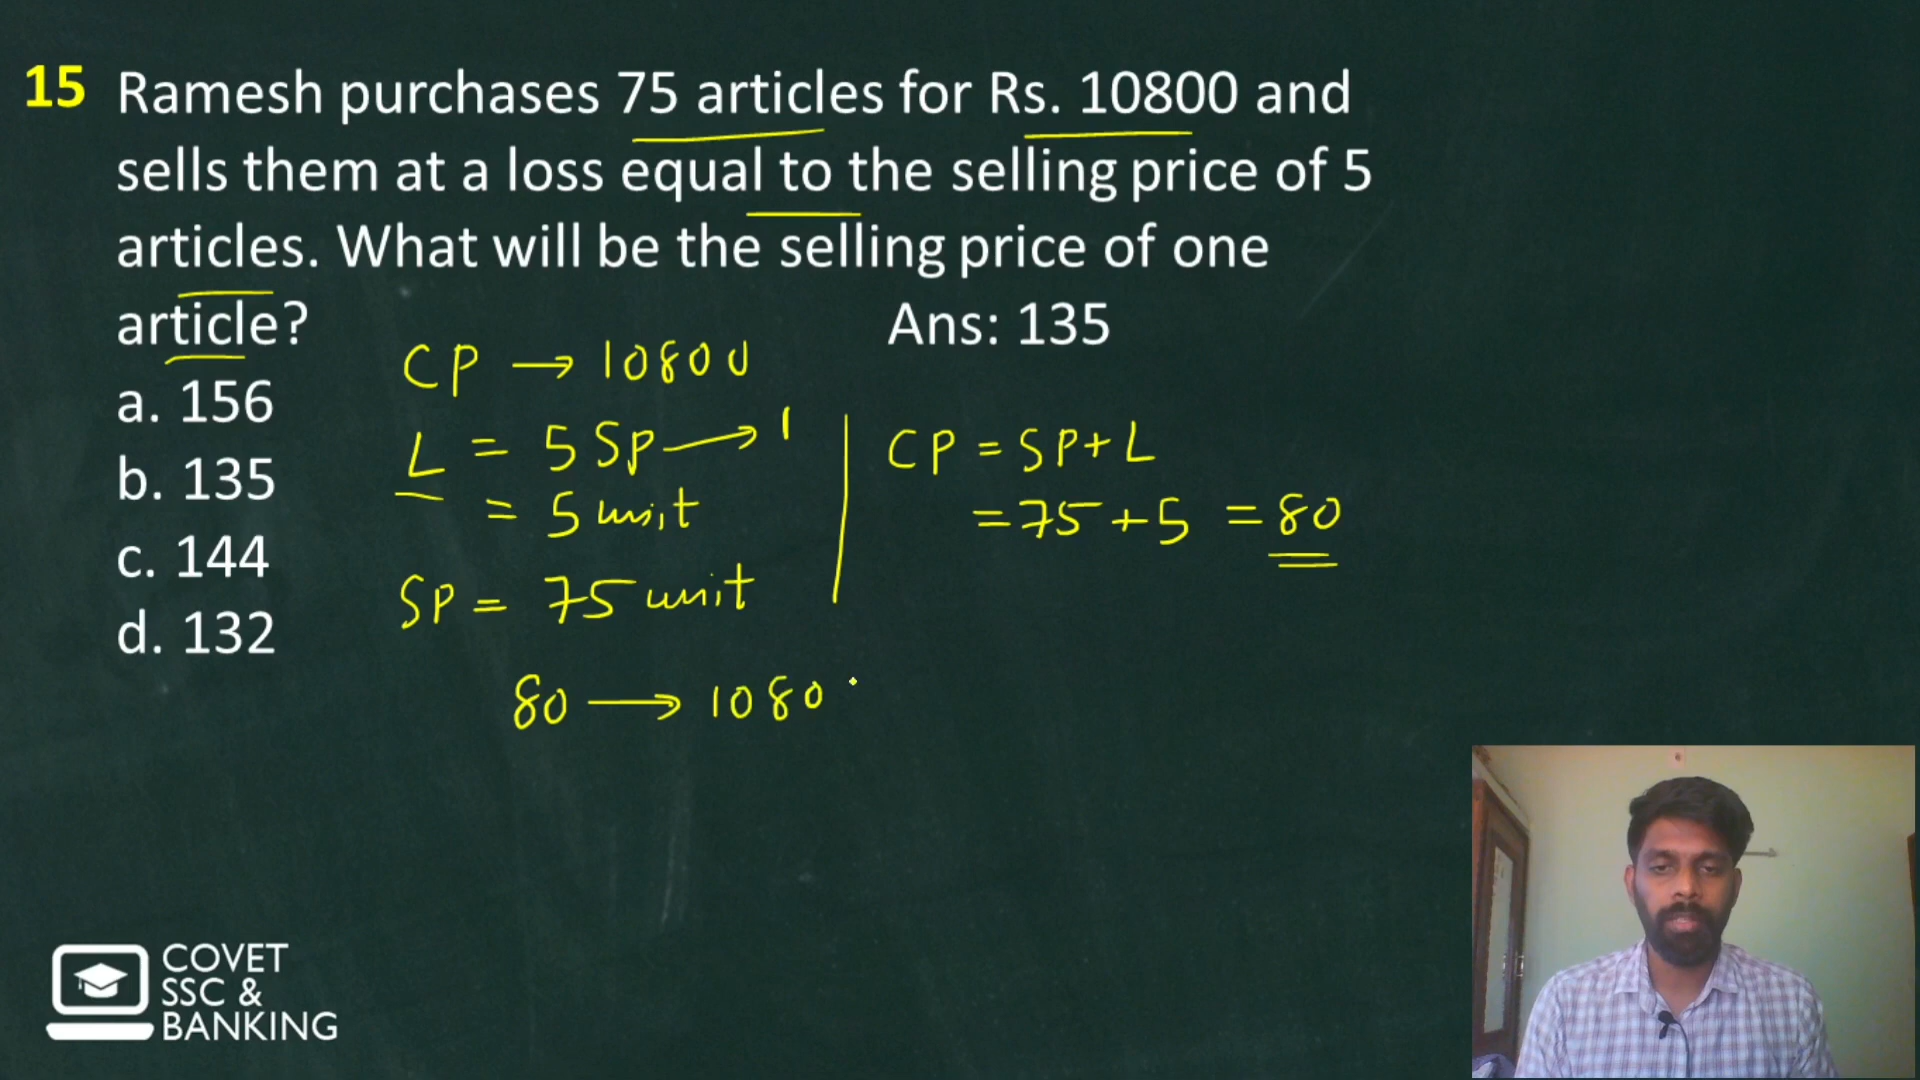 15 Ramesh purchases 75 articles for Rs. 10800 and
sells them at a loss equal to the selling price of 5
articles. What will be the selling price of one
article?
Ans: 135
a. 156
b. 135
c. 144
d. 132
CP → 10800
L = 5 SP → 1
= 5 unit
SP = 75 unit
80 → 1080
CP = SP + L
= 75 + 5 = 80
COVET
SSC &
BANKING